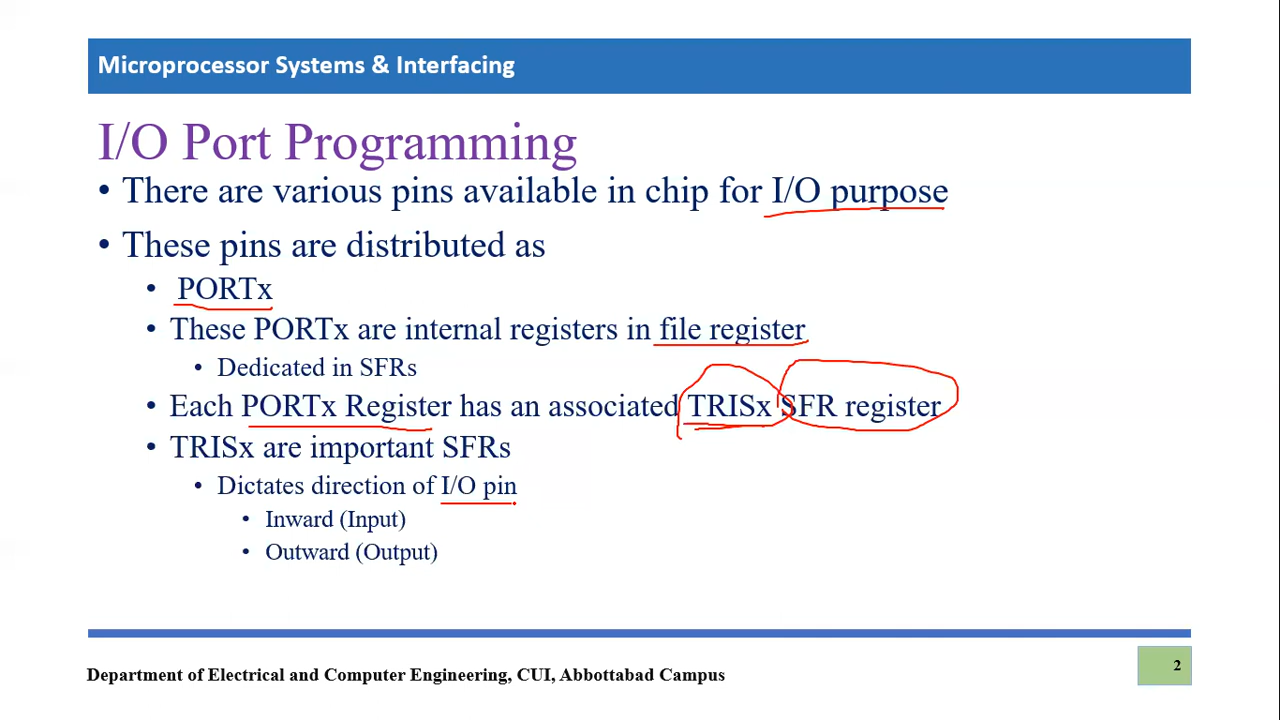 Microprocessor Systems & Interfacing
I/O Port Programming
• There are various pins available in chip for I/O purpose
• These pins are distributed as
• PORTx
• These PORTx are internal registers in file register
• Dedicated in SFRs
• Each PORTx Register has an associated TRISx SFR register
• TRISx are important SFRs
• Dictates direction of I/O pin
• Inward (Input)
• Outward (Output)
Department of Electrical and Computer Engineering, CUI, Abbottabad Campus
2